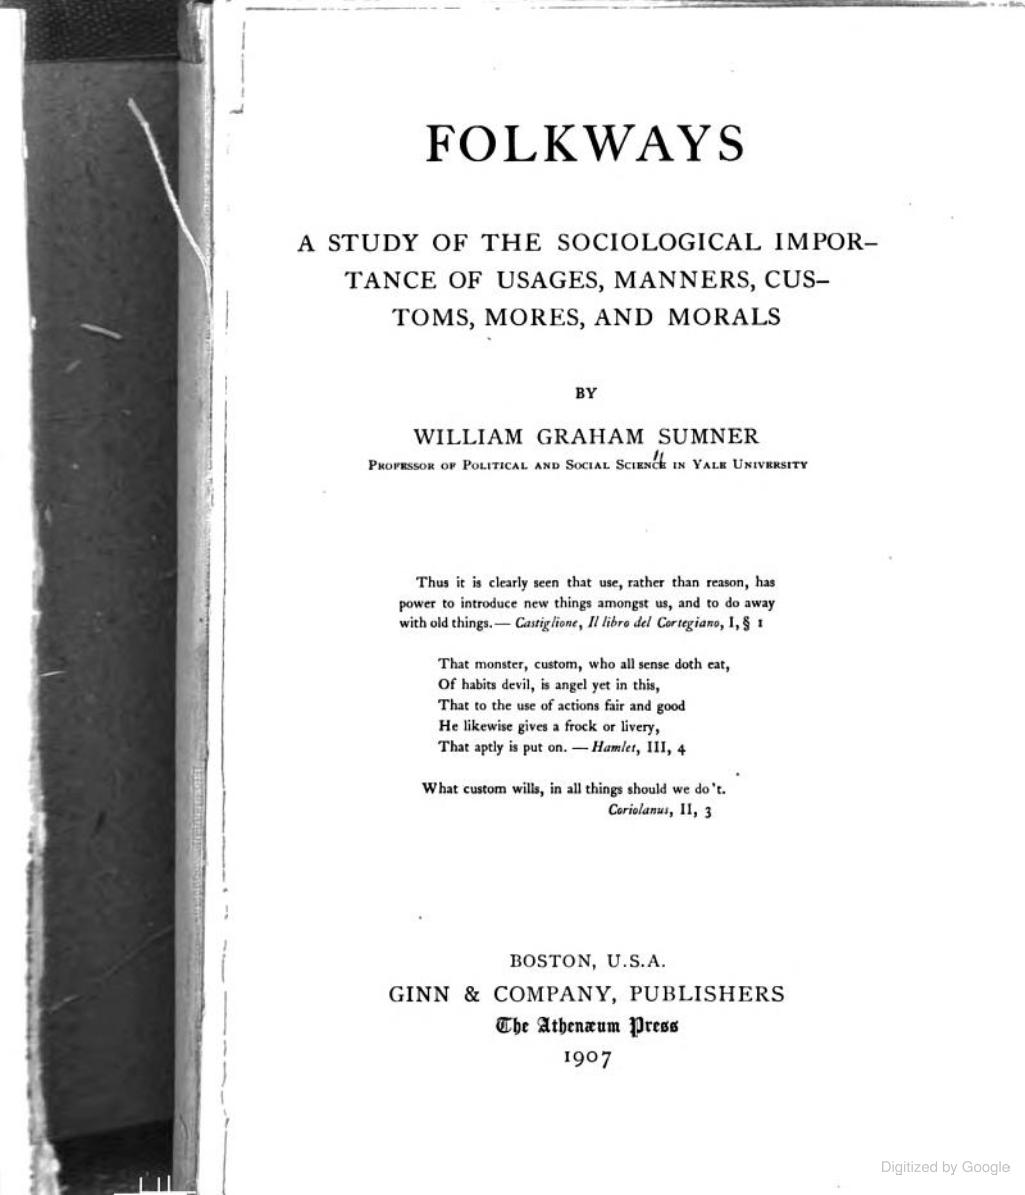 FOLKWAYS
A STUDY OF THE SOCIOLOGICAL IMPOR-
TANCE OF USAGES, MANNERS, CUS-
TOMS, MORES, AND MORALS
BY
WILLIAM GRAHAM SUMNER
PROFESSOR OF POLITICAL AND SOCIAL SCIENCE IN YALE UNIVERSITY
Thus it is clearly seen that use, rather than reason, has
power to introduce new things amongst us, and to do away
with old things. — Castiglione, Il libro del Cortegiano, I, § 1
That monster, custom, who all sense doth eat,
Of habits devil, is angel yet in this,
That to the use of actions fair and good
He likewise gives a frock or livery,
That aptly is put on. — Hamlet, III, 4
What custom wills, in all things should we do't.
Coriolanus, II, 3
BOSTON, U.S.A.
GINN & COMPANY, PUBLISHERS
The Athenæum Press
1907
Digitized by Google